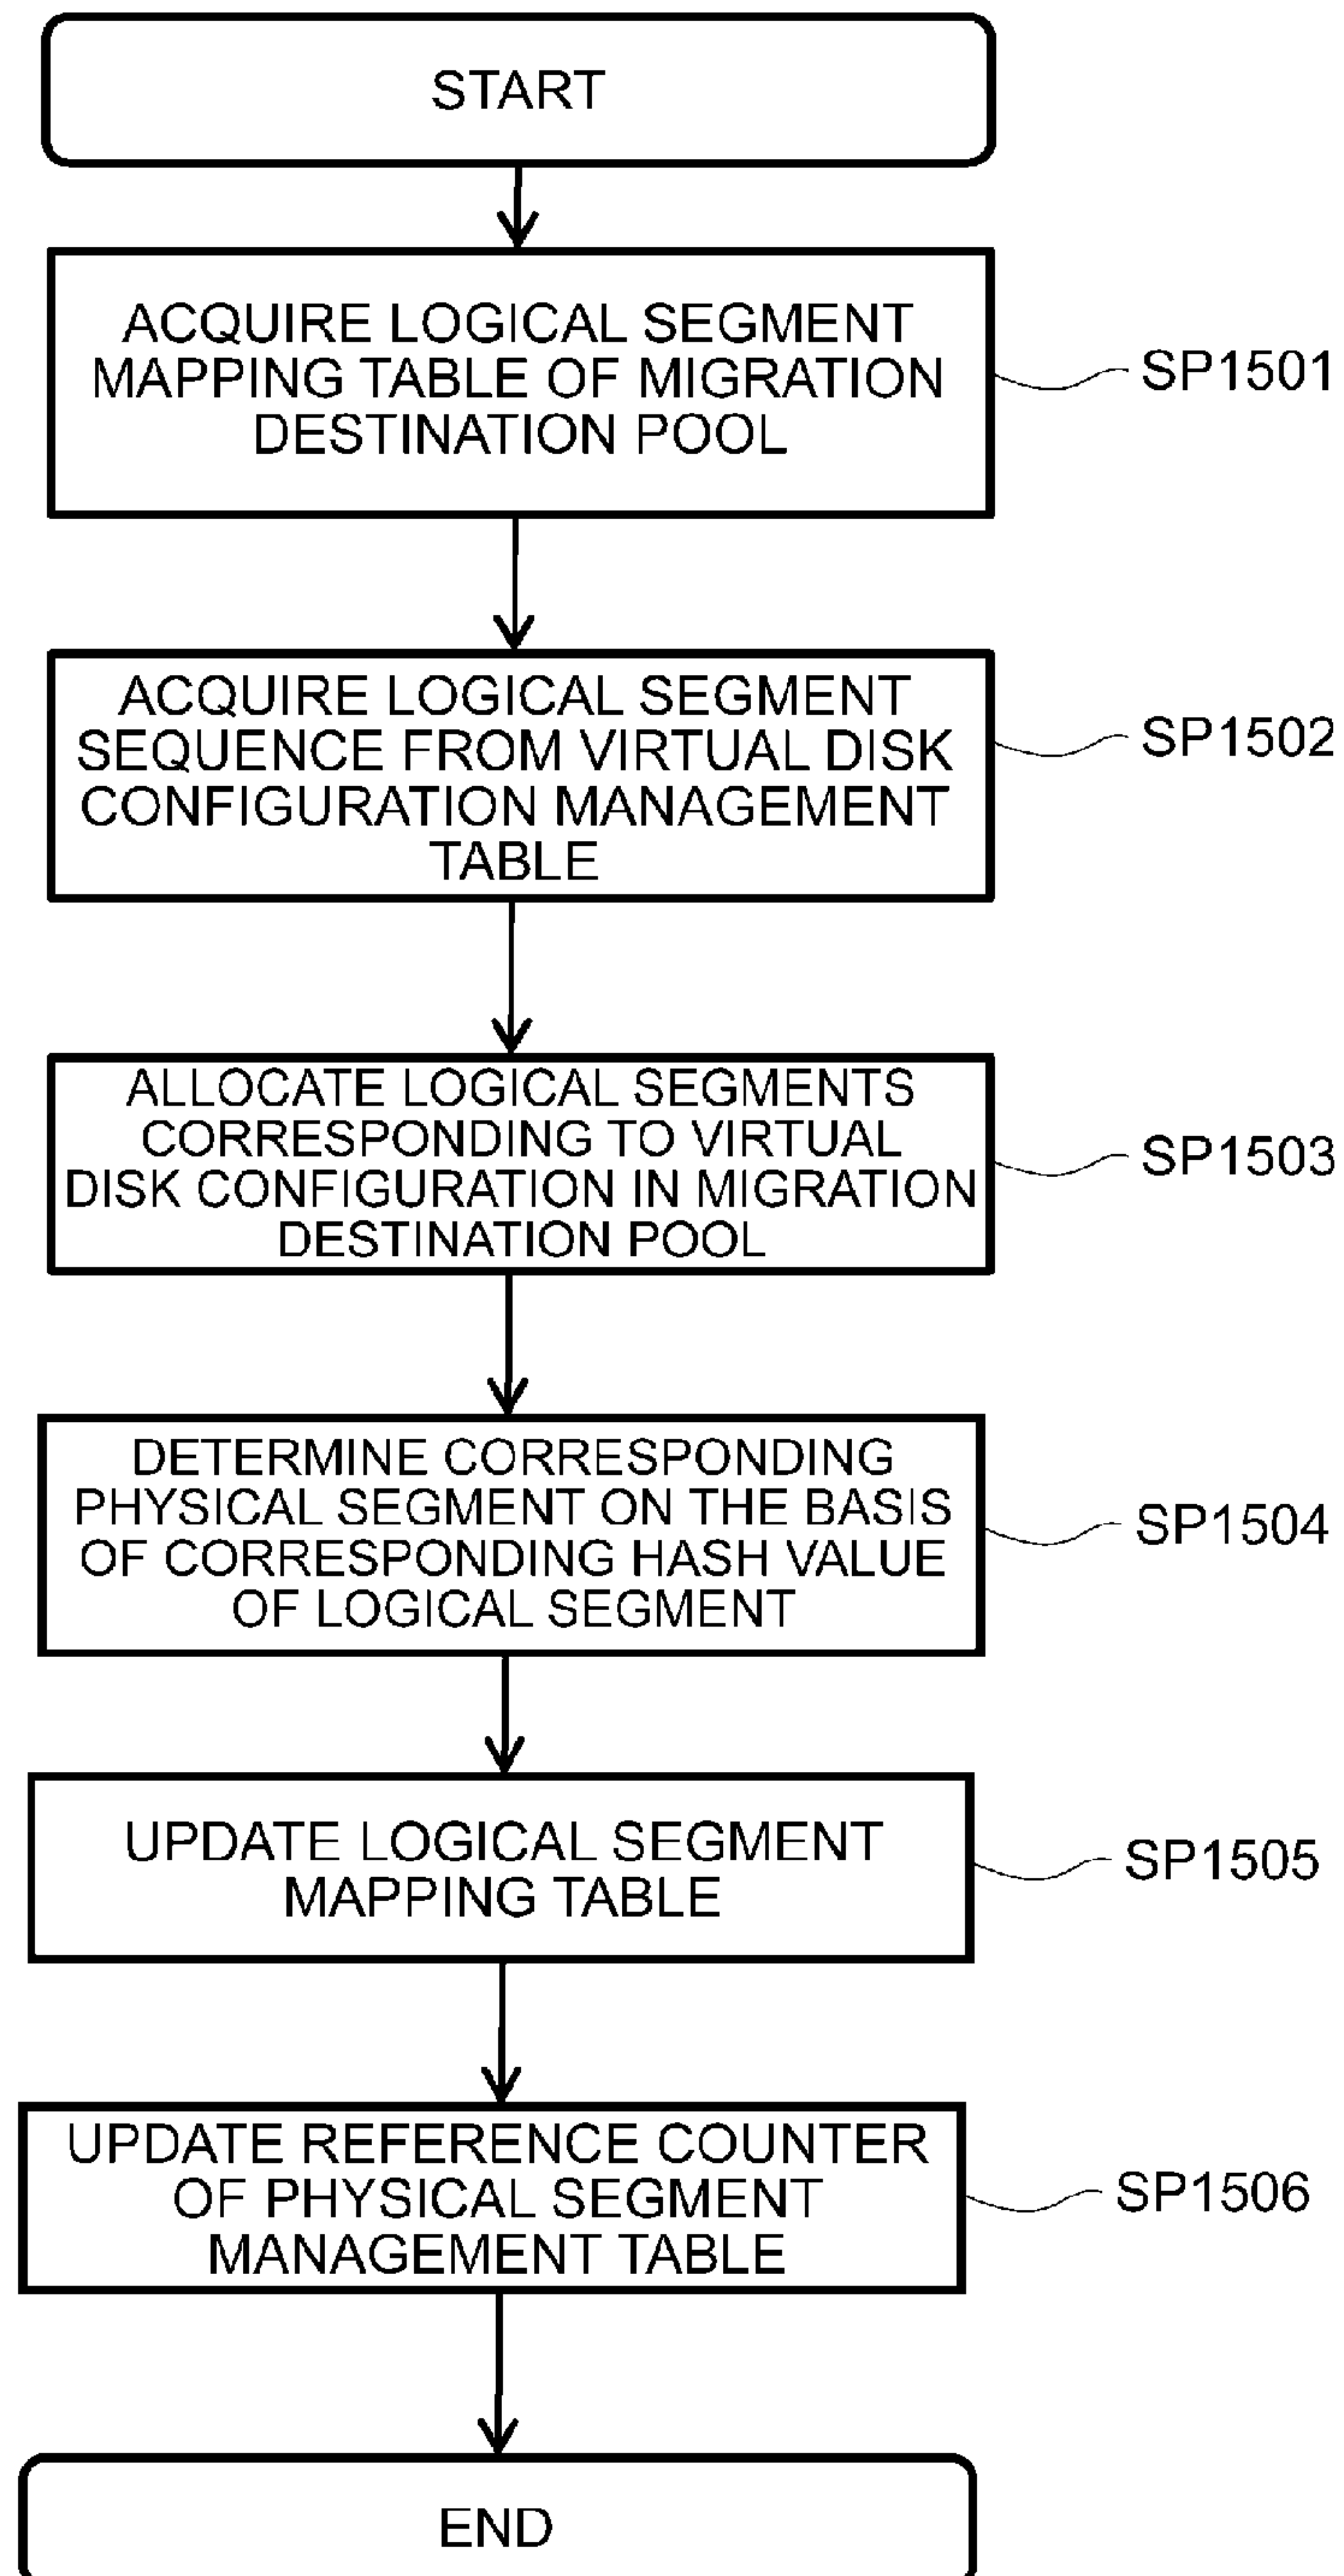 START
ACQUIRE LOGICAL SEGMENT
MAPPING TABLE OF MIGRATION
DESTINATION POOL
SP1501
ACQUIRE LOGICAL SEGMENT
SEQUENCE FROM VIRTUAL DISK
CONFIGURATION MANAGEMENT
TABLE
SP1502
ALLOCATE LOGICAL SEGMENTS
CORRESPONDING TO VIRTUAL
DISK CONFIGURATION IN MIGRATION
DESTINATION POOL
SP1503
DETERMINE CORRESPONDING
PHYSICAL SEGMENT ON THE BASIS
OF CORRESPONDING HASH VALUE
OF LOGICAL SEGMENT
SP1504
UPDATE LOGICAL SEGMENT
MAPPING TABLE
SP1505
UPDATE REFERENCE COUNTER
OF PHYSICAL SEGMENT
MANAGEMENT TABLE
SP1506
END